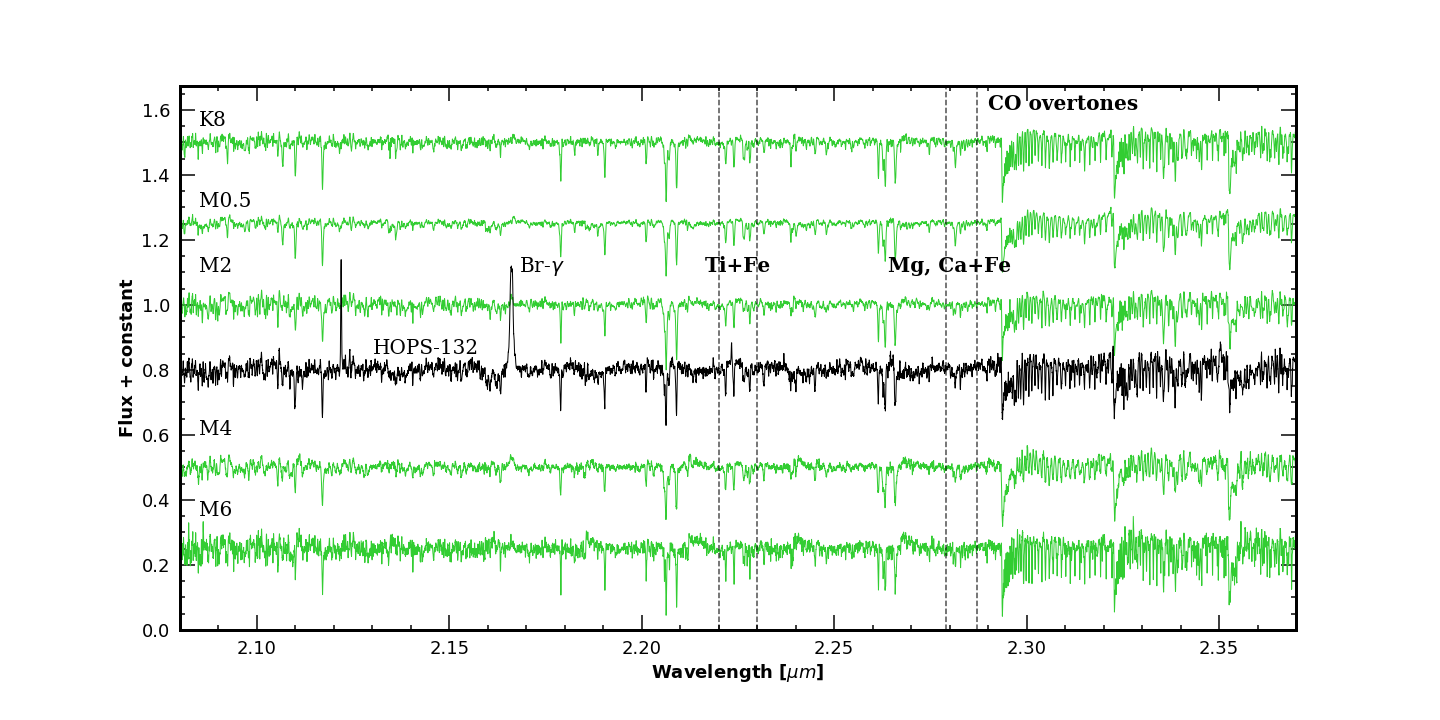 CO overtones
1.6
K8
1.4
M0.5
1.2
M2
Br-γ
Ti+Fe
Mg, Ca+Fe
1.0
HOPS-132
0.8
0.6
M4
0.4
M6
0.2
0.0
Flux + constant
2.10 2.15 2.20 2.25 2.30 2.35
Wavelength [μm]